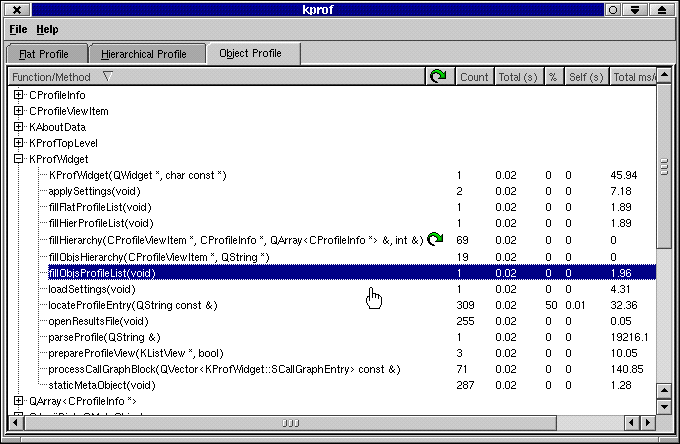 kprof
File Help
Flat Profile Hierarchical Profile Object Profile
Function/Method Count Total (s) % Self (s) Total ms/
CProfileInfo
CProfileViewItem
KAboutData
KProfTopLevel
KProfWidget
KProfWidget(QWidget *, char const *) 1 0.02 0 0 45.94
applySettings(void) 2 0.02 0 0 7.18
fillFlatProfileList(void) 1 0.02 0 0 1.89
fillHierProfileList(void) 1 0.02 0 0 1.89
fillHierarchy(CProfileViewItem *, CProfileInfo *, QArray<CProfileInfo *> &, int &) 69 0.02 0 0 0
fillObjsHierarchy(CProfileViewItem *, QString *) 19 0.02 0 0 0
fillObjsProfileList(void) 1 0.02 0 0 1.96
loadSettings(void) 1 0.02 0 0 4.31
locateProfileEntry(QString const &) 309 0.02 50 0.01 32.36
openResultsFile(void) 255 0.02 0 0 0.05
parseProfile(QString &) 1 0.02 0 0 19216.1
prepareProfileView(KListView *, bool) 3 0.02 0 0 10.05
processCallGraphBlock(QVector<KProfWidget::SCallGraphEntry> const &) 71 0.02 0 0 140.85
staticMetaObject(void) 287 0.02 0 0 1.28
QArray<CProfileInfo *>